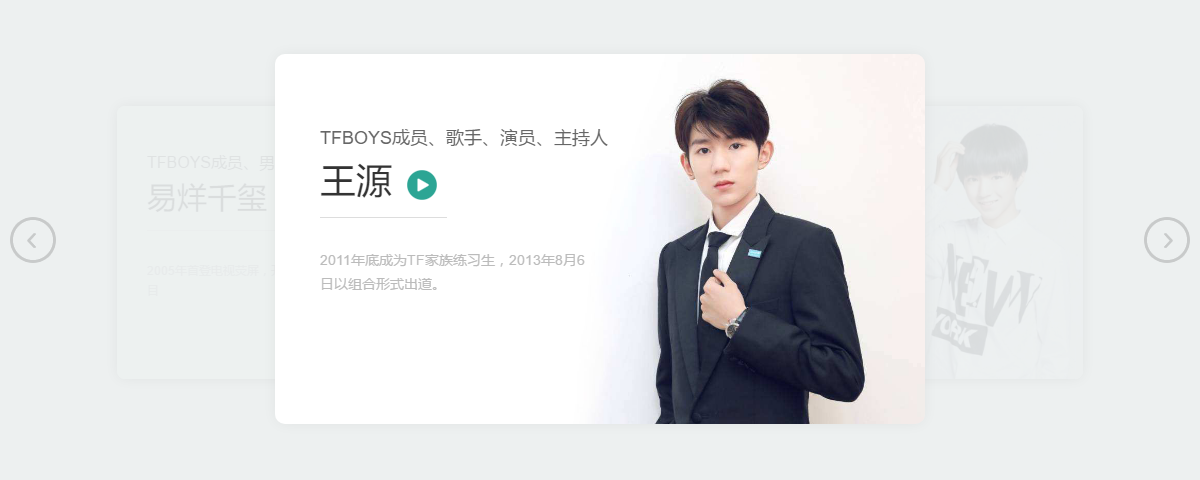 TFBOYS成员、歌手、演员、主持人
王源
2011年底成为TF家族练习生，2013年8月6
日以组合形式出道。
TFBOYS成员、男
易烊千玺
YORK